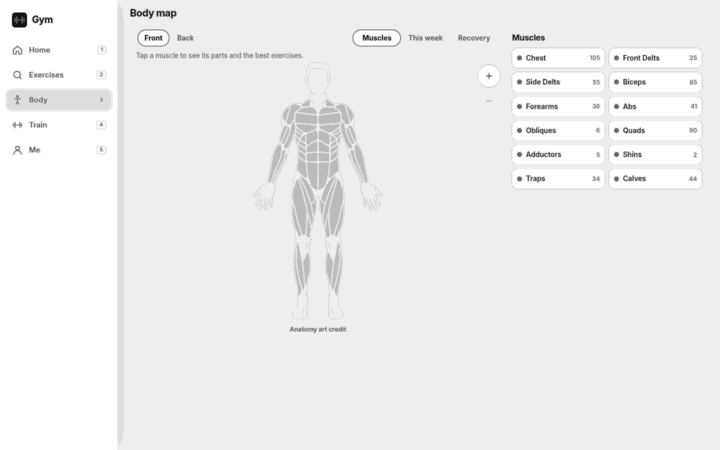 Gym
Home 1
Exercises 2
Body 3
Train 4
Me 5
Body map
Front Back
Muscles This week Recovery
Tap a muscle to see its parts and the best exercises.
+
−
Anatomy art credit
Muscles
Chest 105
Front Delts 25
Side Delts 55
Biceps 85
Forearms 36
Abs 41
Obliques 6
Quads 90
Adductors 5
Shins 2
Traps 34
Calves 44